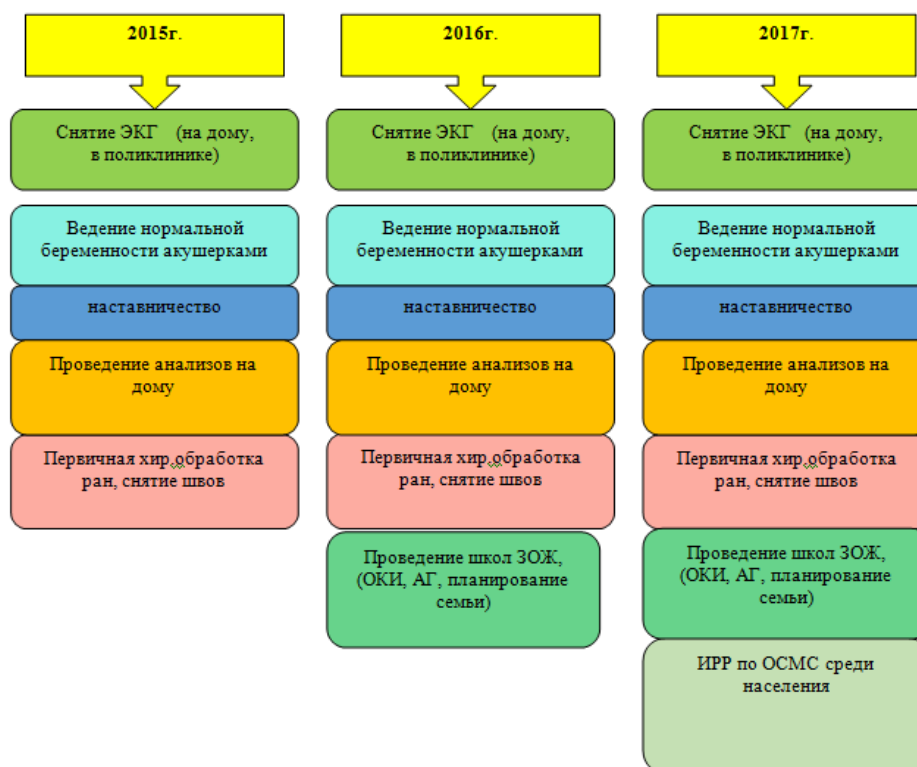 2015г.
Снятие ЭКГ (на дому,
в поликлинике)
Ведение нормальной
беременности акушерками
наставничество
Проведение анализов на
дому
Первичная хир,обработка
ран, снятие швов
2016г.
Снятие ЭКГ (на дому,
в поликлинике)
Ведение нормальной
беременности акушерками
наставничество
Проведение анализов на
дому
Первичная хир,обработка
ран, снятие швов
Проведение школ ЗОЖ,
(ОКИ, АГ, планирование
семьи)
2017г.
Снятие ЭКГ (на дому,
в поликлинике)
Ведение нормальной
беременности акушерками
наставничество
Проведение анализов на
дому
Первичная хир,обработка
ран, снятие швов
Проведение школ ЗОЖ,
(ОКИ, АГ, планирование
семьи)
ИРР по ОСМС среди
населения